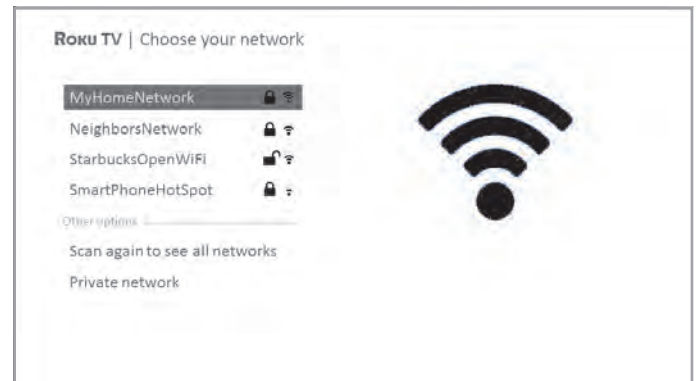 ROKU TV | Choose your network
MyHomeNetwork
NeighborsNetwork
StarbucksOpenWiFi
SmartPhoneHotSpot
Other options
Scan again to see all networks
Private network